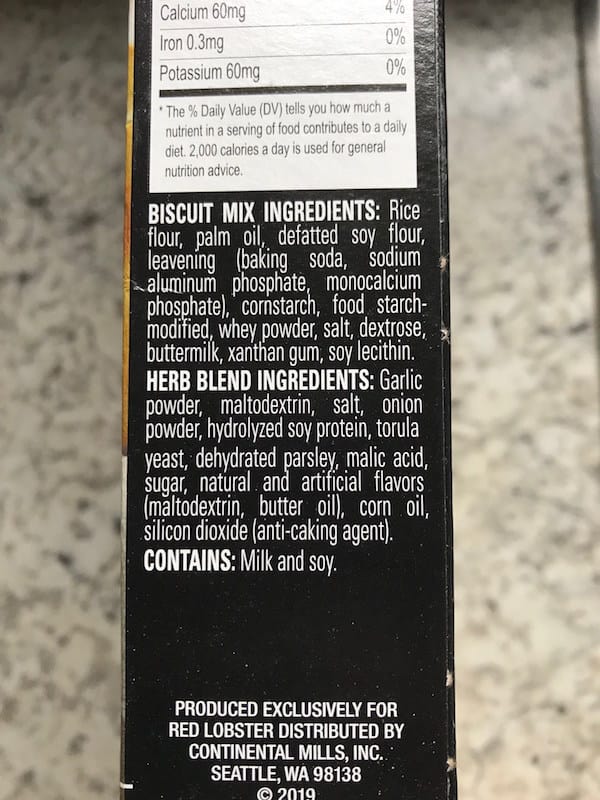 Calcium 60mg 4%
Iron 0.3mg 0%
Potassium 60mg 0%
* The % Daily Value (DV) tells you how much a
nutrient in a serving of food contributes to a daily
diet. 2,000 calories a day is used for general
nutrition advice.
BISCUIT MIX INGREDIENTS: Rice
flour, palm oil, defatted soy flour,
leavening (baking soda, sodium
aluminum phosphate, monocalcium
phosphate), cornstarch, food starch-
modified, whey powder, salt, dextrose,
buttermilk, xanthan gum, soy lecithin.
HERB BLEND INGREDIENTS: Garlic
powder, maltodextrin, salt, onion
powder, hydrolyzed soy protein, torula
yeast, dehydrated parsley, malic acid,
sugar, natural and artificial flavors
(maltodextrin, butter oil), corn oil,
silicon dioxide (anti-caking agent).
CONTAINS: Milk and soy.
PRODUCED EXCLUSIVELY FOR
RED LOBSTER DISTRIBUTED BY
CONTINENTAL MILLS, INC.
SEATTLE, WA 98138
© 2019